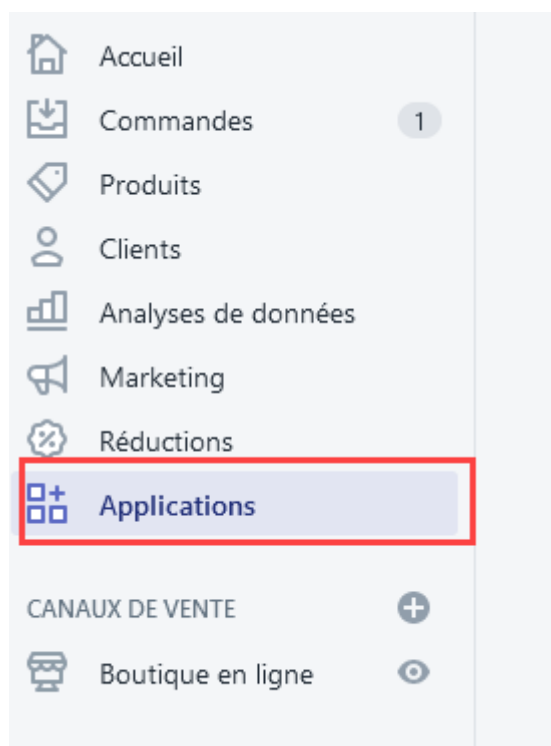 Accueil
Commandes 1
Produits
Clients
Analyses de données
Marketing
Réductions
Applications
CANAUX DE VENTE
Boutique en ligne